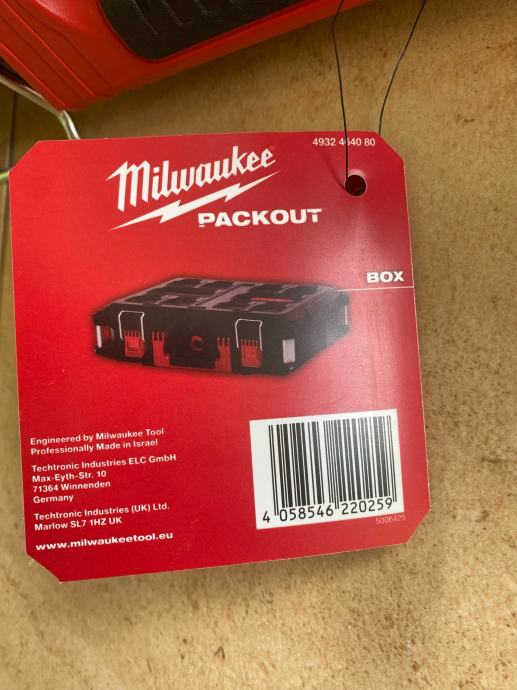 4932 464080
Milwaukee
PACKOUT
BOX
Engineered by Milwaukee Tool
Professionally Made in Israel
Techtronic Industries ELC GmbH
Max-Eyth-Str. 10
71364 Winnenden
Germany
Techtronic Industries (UK) Ltd.
Marlow SL7 1HZ UK
www.milwaukeetool.eu
4 058546 220259
5006425